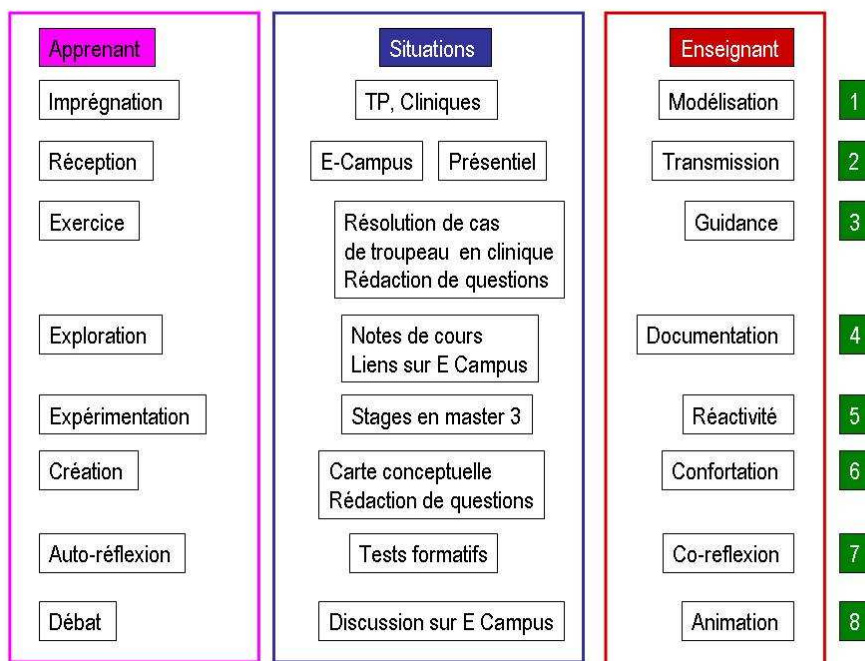 Apprenant Situations Enseignant
Imprégnation TP, Cliniques Modélisation 1
Réception E-Campus Présentiel Transmission 2
Exercice Résolution de cas Guidance 3
de troupeau en clinique
Rédaction de questions
Exploration Notes de cours Documentation 4
Liens sur E Campus
Expérimentation Stages en master 3 Réactivité 5
Création Carte conceptuelle Confortation 6
Rédaction de questions
Auto-réflexion Tests formatifs Co-reflexion 7
Débat Discussion sur E Campus Animation 8